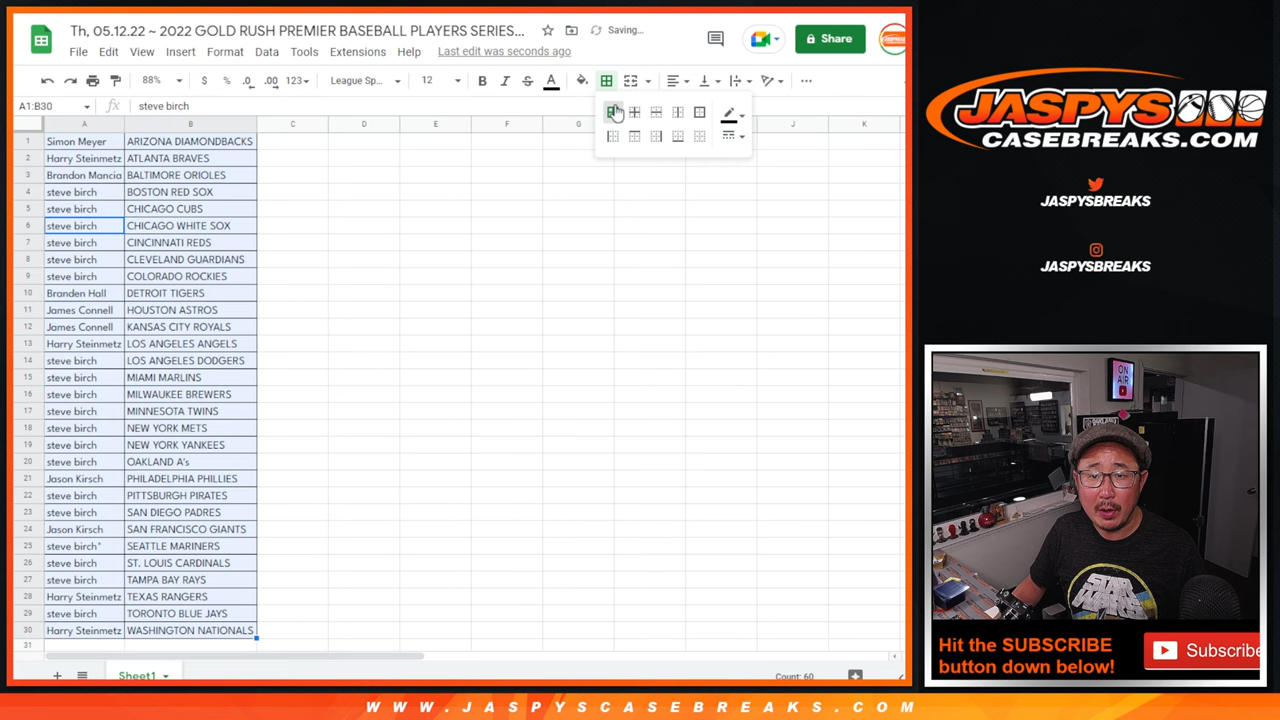 Th, 05.12.22 ~ 2022 GOLD RUSH PREMIER BASEBALL PLAYERS SERIES...
Saving...
Share
File Edit View Insert Format Data Tools Extensions Help Last edit was seconds ago
88% $ % .0 .00 123 League Sp... 12 B I S A
A1:B30 fx steve birch
A B C D E F G J K
1 Simon Meyer ARIZONA DIAMONDBACKS
2 Harry Steinmetz ATLANTA BRAVES
3 Brandon Mancia BALTIMORE ORIOLES
4 steve birch BOSTON RED SOX
5 steve birch CHICAGO CUBS
6 steve birch CHICAGO WHITE SOX
7 steve birch CINCINNATI REDS
8 steve birch CLEVELAND GUARDIANS
9 steve birch COLORADO ROCKIES
10 Branden Hall DETROIT TIGERS
11 James Connell HOUSTON ASTROS
12 James Connell KANSAS CITY ROYALS
13 Harry Steinmetz LOS ANGELES ANGELS
14 steve birch LOS ANGELES DODGERS
15 steve birch MIAMI MARLINS
16 steve birch MILWAUKEE BREWERS
17 steve birch MINNESOTA TWINS
18 steve birch NEW YORK METS
19 steve birch NEW YORK YANKEES
20 steve birch OAKLAND A's
21 Jason Kirsch PHILADELPHIA PHILLIES
22 steve birch PITTSBURGH PIRATES
23 steve birch SAN DIEGO PADRES
24 Jason Kirsch SAN FRANCISCO GIANTS
25 steve birch* SEATTLE MARINERS
26 steve birch ST. LOUIS CARDINALS
27 steve birch TAMPA BAY RAYS
28 Harry Steinmetz TEXAS RANGERS
29 steve birch TORONTO BLUE JAYS
30 Harry Steinmetz WASHINGTON NATIONALS
31
Sheet1
Count: 60
JASPYS
CASEBREAKS.COM
JASPYSBREAKS
JASPYSBREAKS
ON
AIR
STAR
WARS
Hit the SUBSCRIBE
button down below!
Subscribe
WWW.JASPYSCASEBREAKS.COM